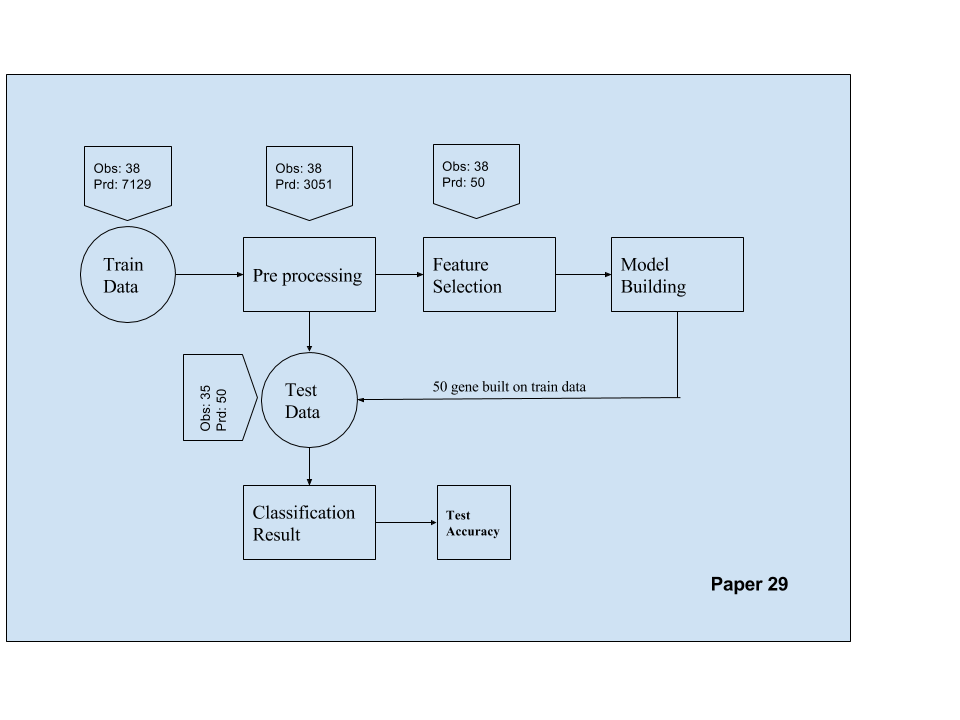 Obs: 38
Prd: 7129
Obs: 38
Prd: 3051
Obs: 38
Prd: 50
Train
Data
Pre processing
Feature
Selection
Model
Building
Obs: 35
Prd: 50
Test
Data
50 gene built on train data
Classification
Result
Test
Accuracy
Paper 29